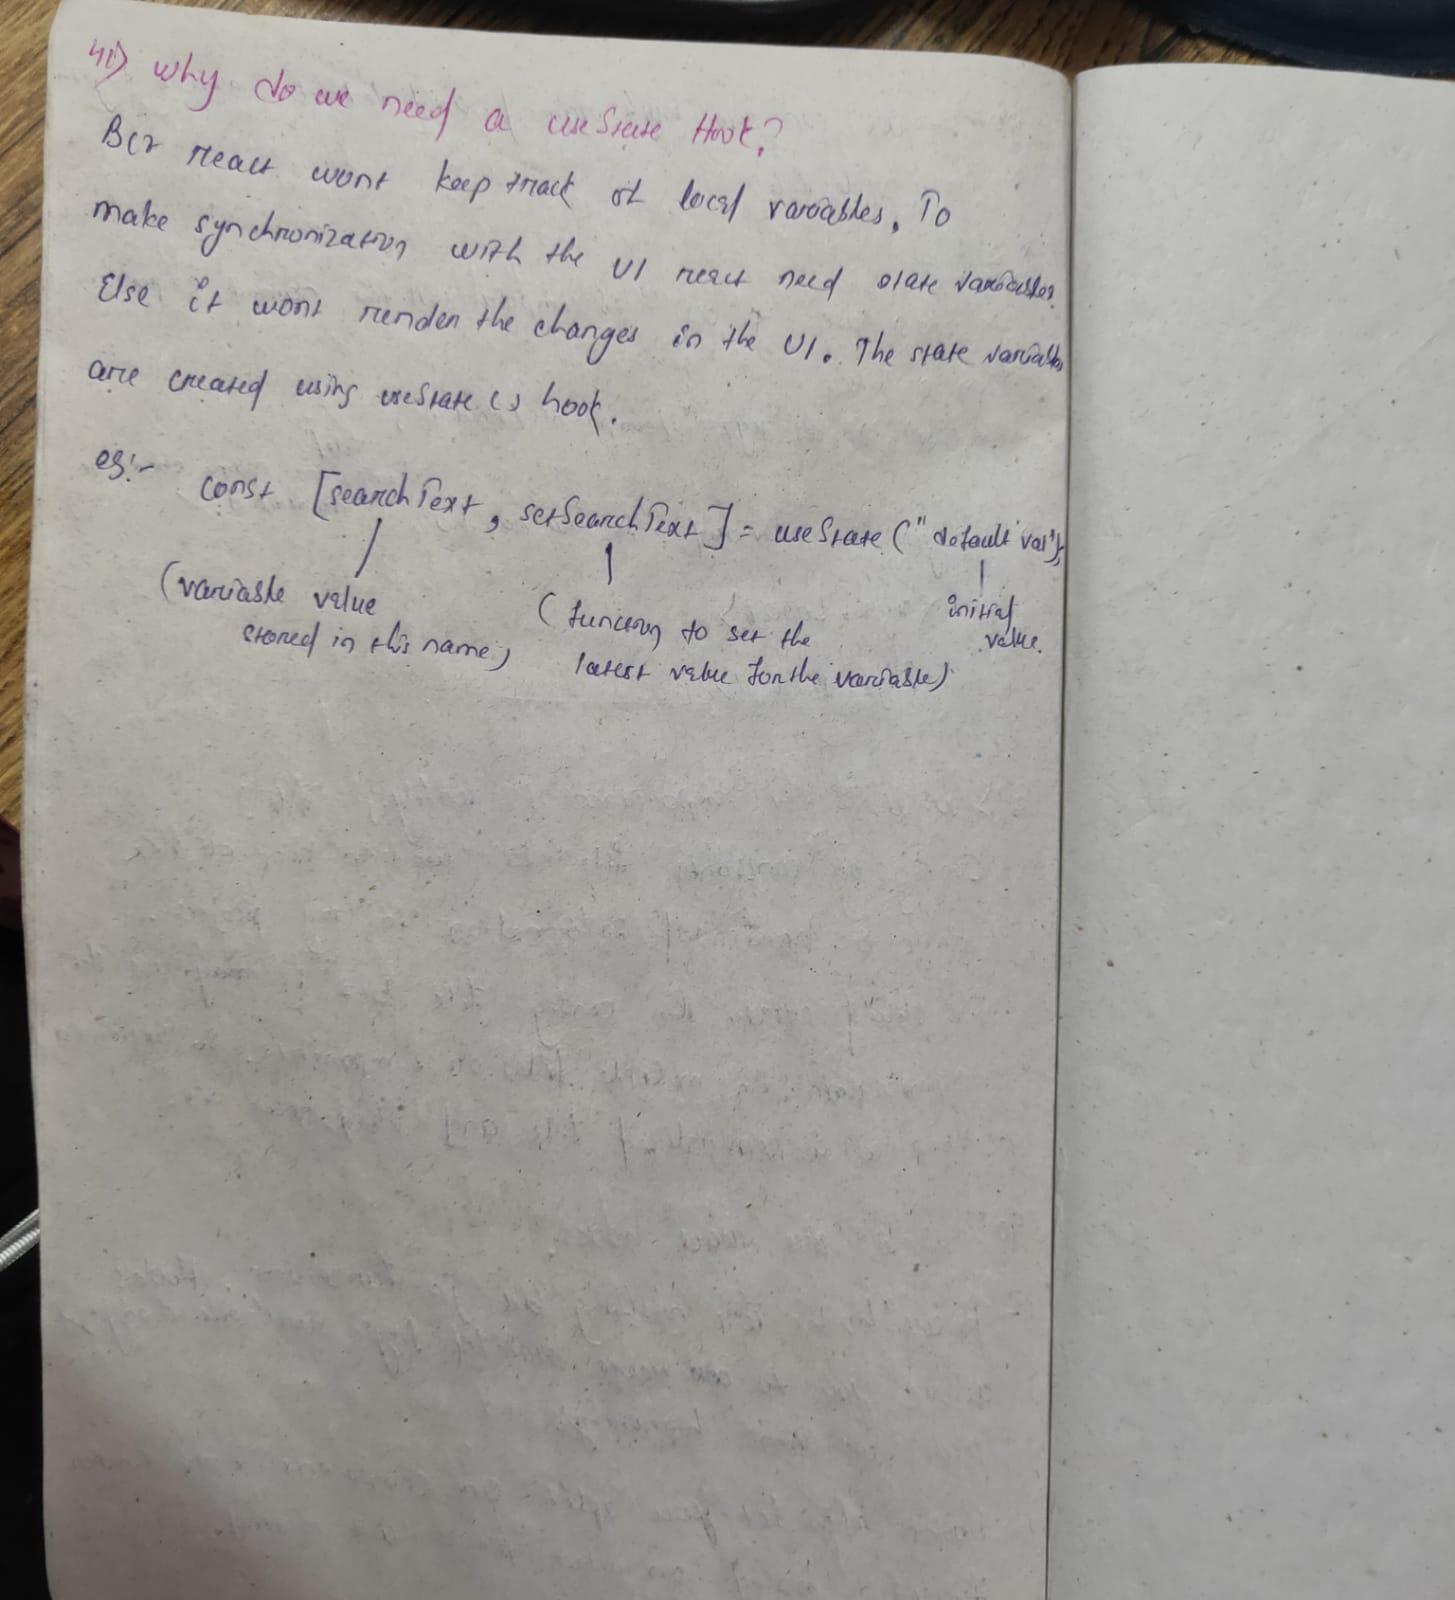 41) Why do we need a useState Hook?
Bcz react wont keep track of local variables. To
make synchronization with the UI react need state variables.
Else it wont render the changes in the UI. The state variables
are created using useState () hook.
eg:- const [searchText, setSearchText] = useState ("default val");
(variable value
stored in this name)
(function to set the
latest value for the variable)
initial
value.